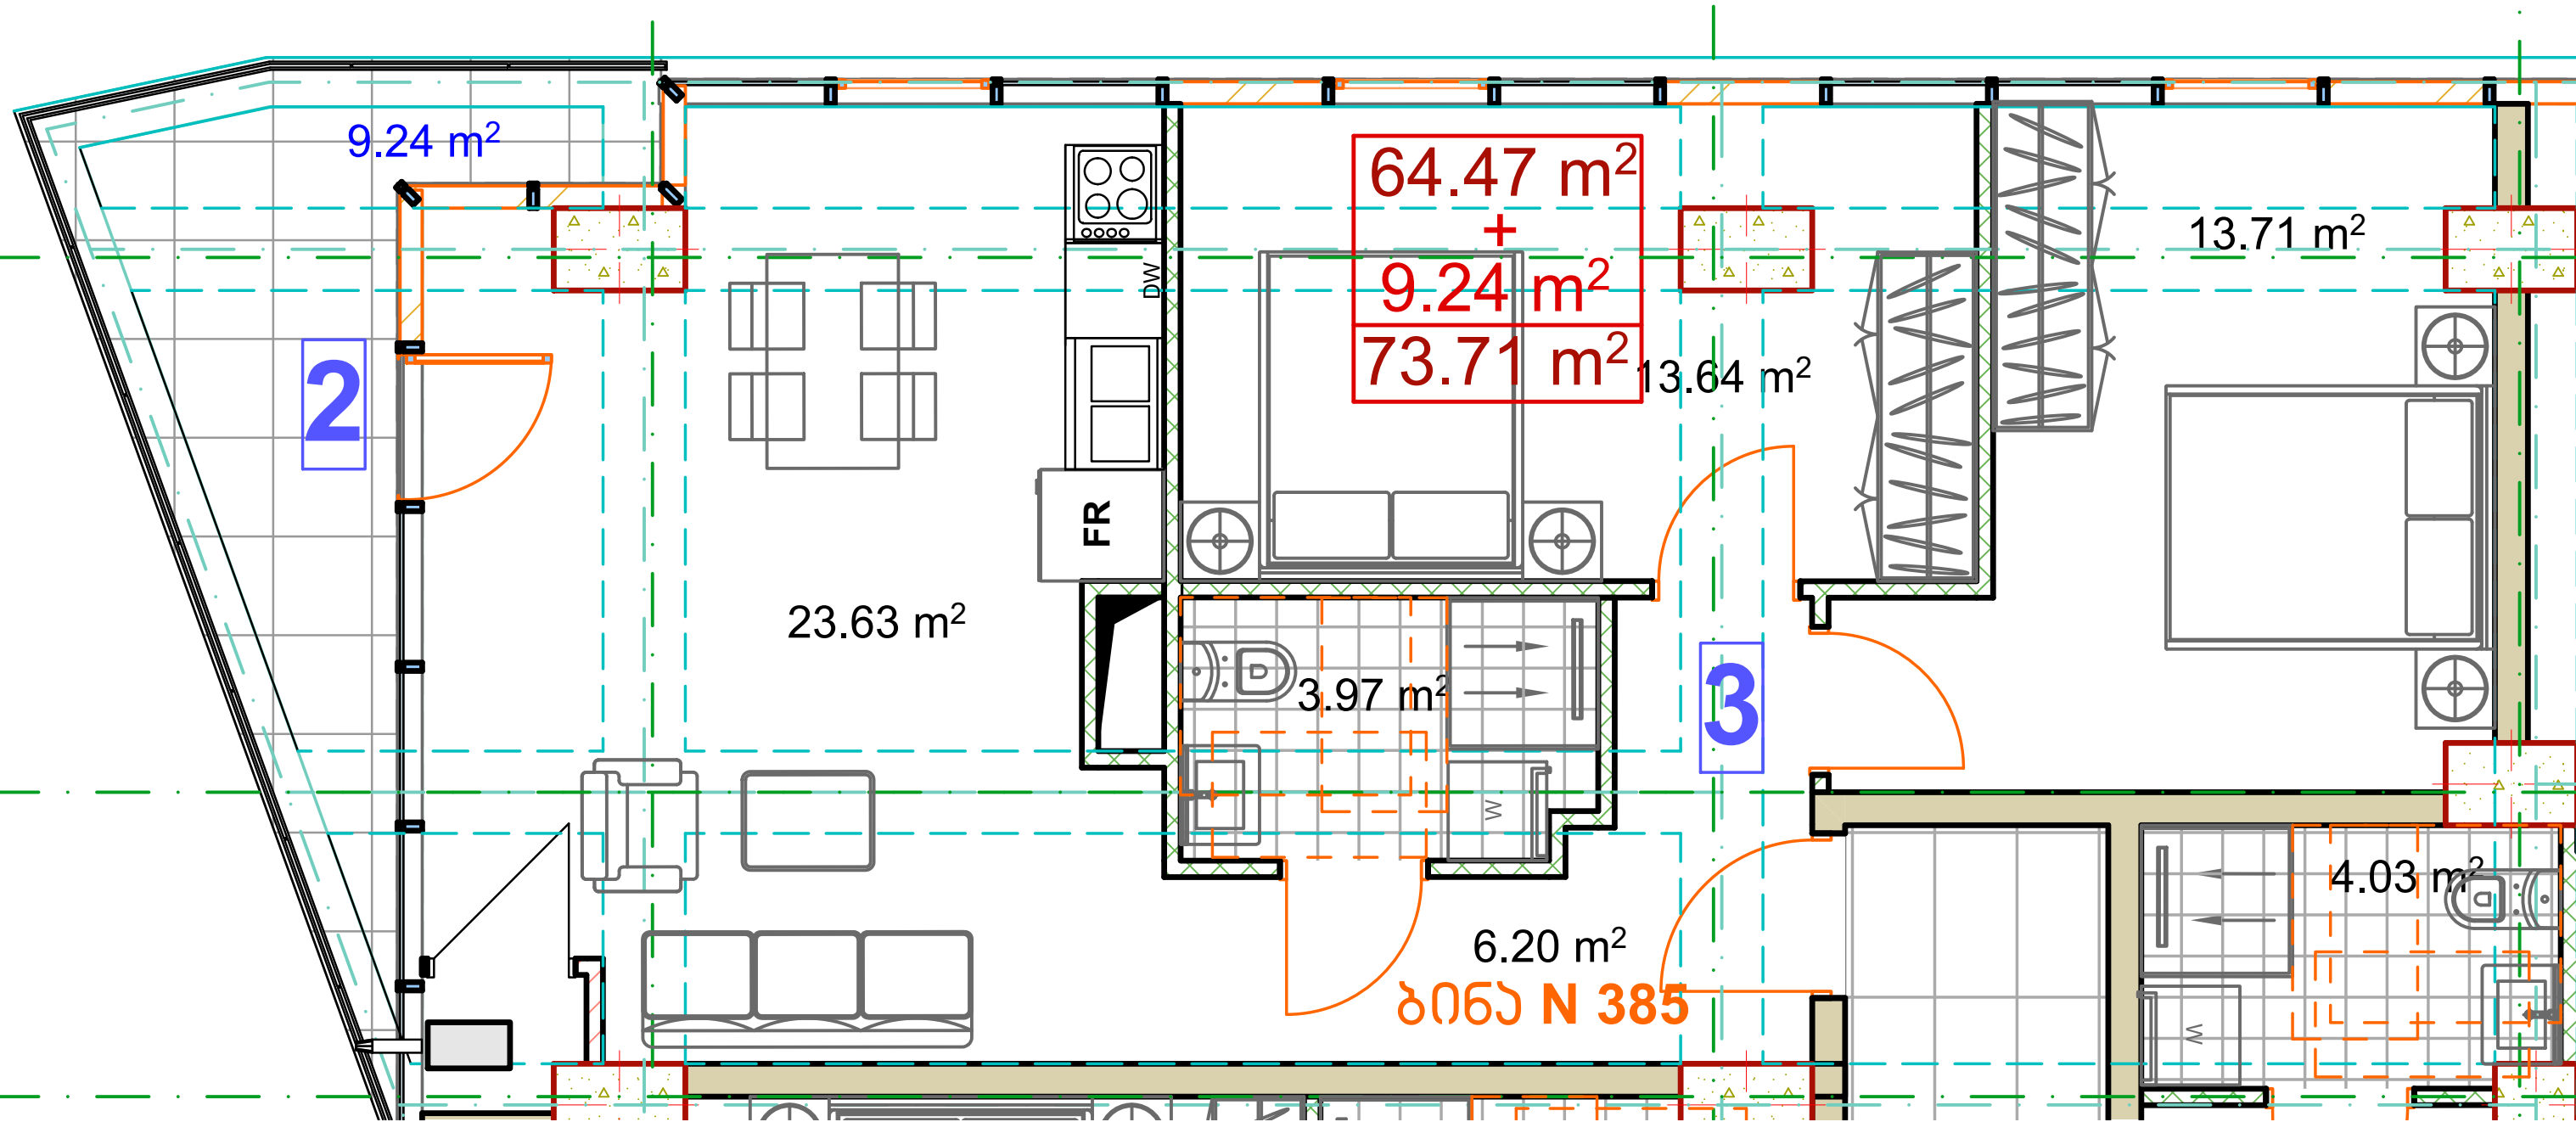 9.24 m²
64.47 m²
+
9.24 m²
73.71 m²
13.71 m²
DW
2
13.64 m²
FR
23.63 m²
3.97 m²
3
W
4.03 m²
6.20 m²
ბინა N 385
W